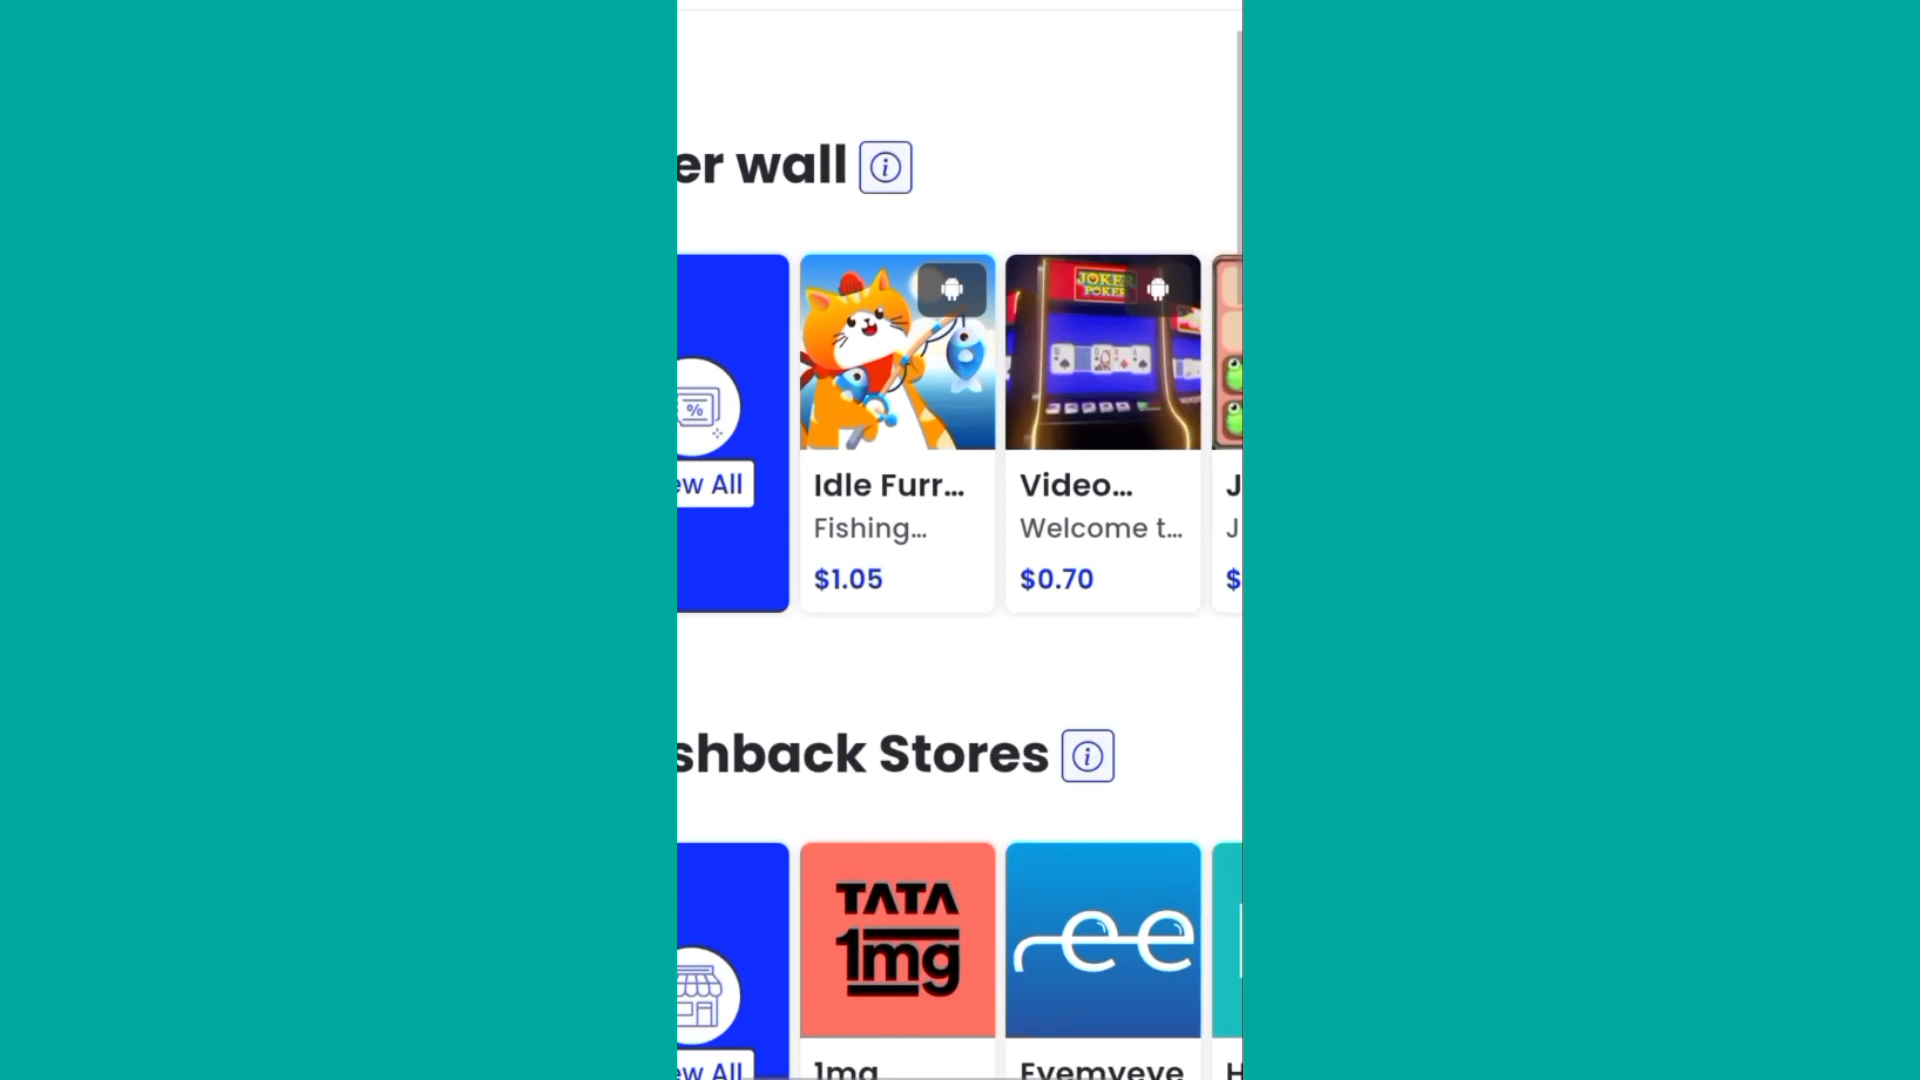 er wall
JOKER
POKER
ew All
Idle Furr...
Fishing...
$1.05
Video...
Welcome t...
$0.70
J
J
$
shback Stores
TATA
1mg
ee
ew All
1mg
Eyemyeye
H